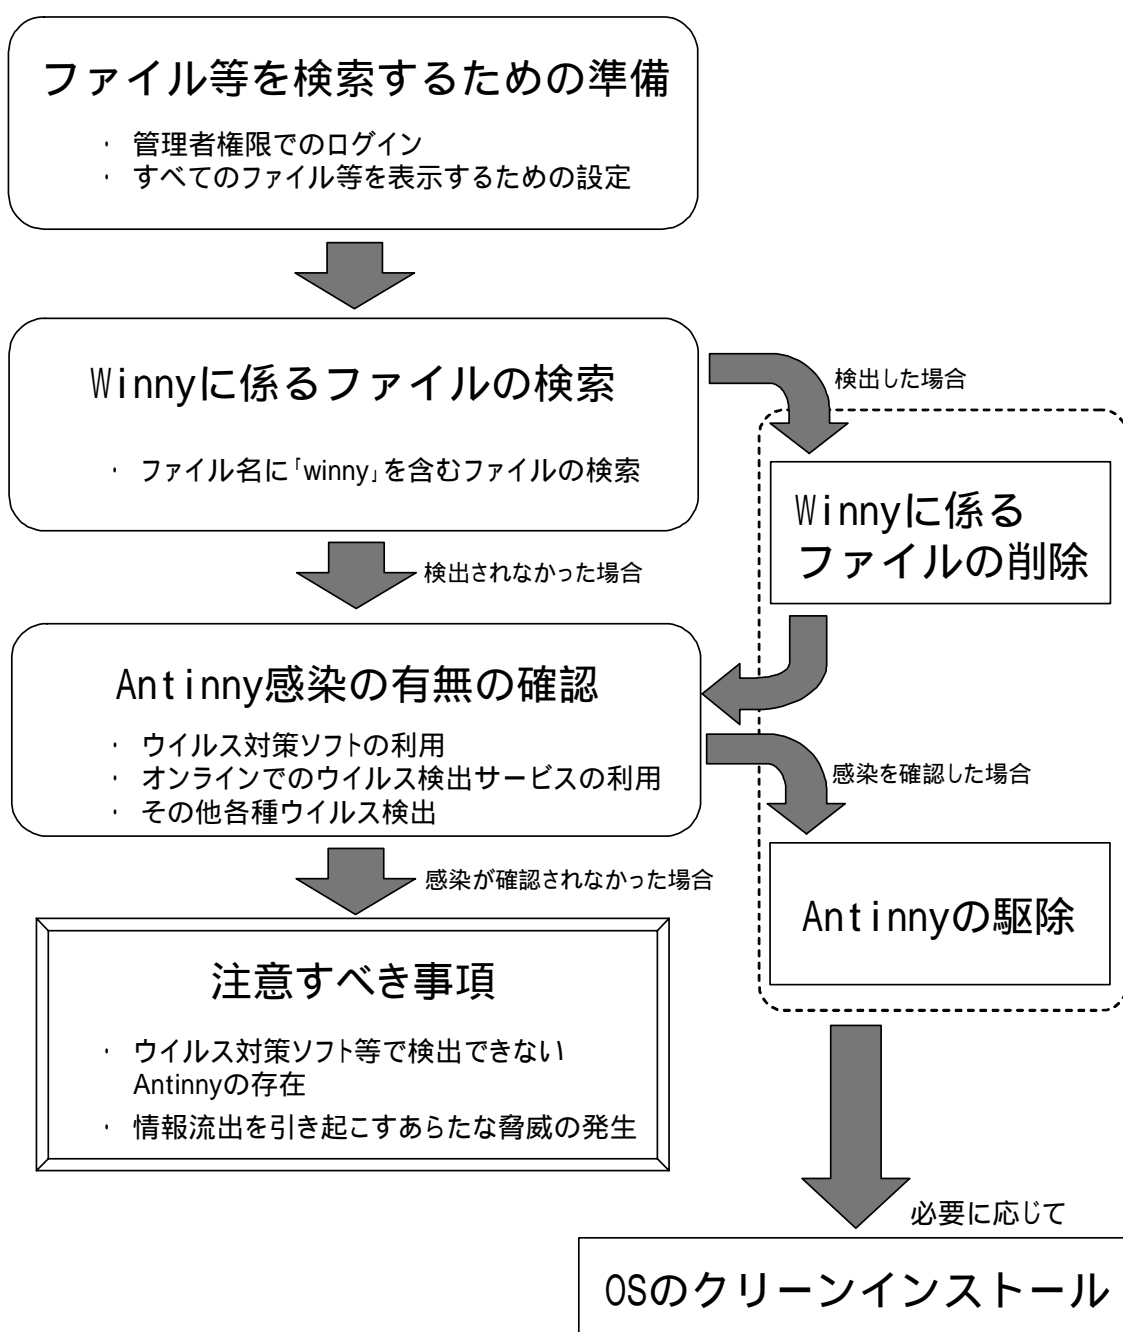 ファイル等を検索するための準備
・ 管理者権限でのログイン
・ すべてのファイル等を表示するための設定
Winnyに係るファイルの検索
・ ファイル名に「winny」を含むファイルの検索
検出した場合
Winnyに係る
ファイルの削除
検出されなかった場合
Antinny感染の有無の確認
・ ウイルス対策ソフトの利用
・ オンラインでのウイルス検出サービスの利用
・ その他各種ウイルス検出
感染を確認した場合
Antinnyの駆除
感染が確認されなかった場合
注意すべき事項
・ ウイルス対策ソフト等で検出できない
Antinnyの存在
・ 情報流出を引き起こすあらたな脅威の発生
必要に応じて
OSのクリーンインストール